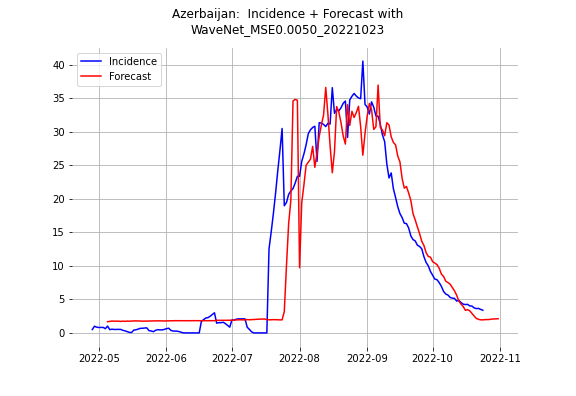 Azerbaijan:  Incidence + Forecast with
WaveNet_MSE0.0050_20221023
Incidence
Forecast
40
35
30
25
20
15
10
5
0
2022-05 2022-06 2022-07 2022-08 2022-09 2022-10 2022-11